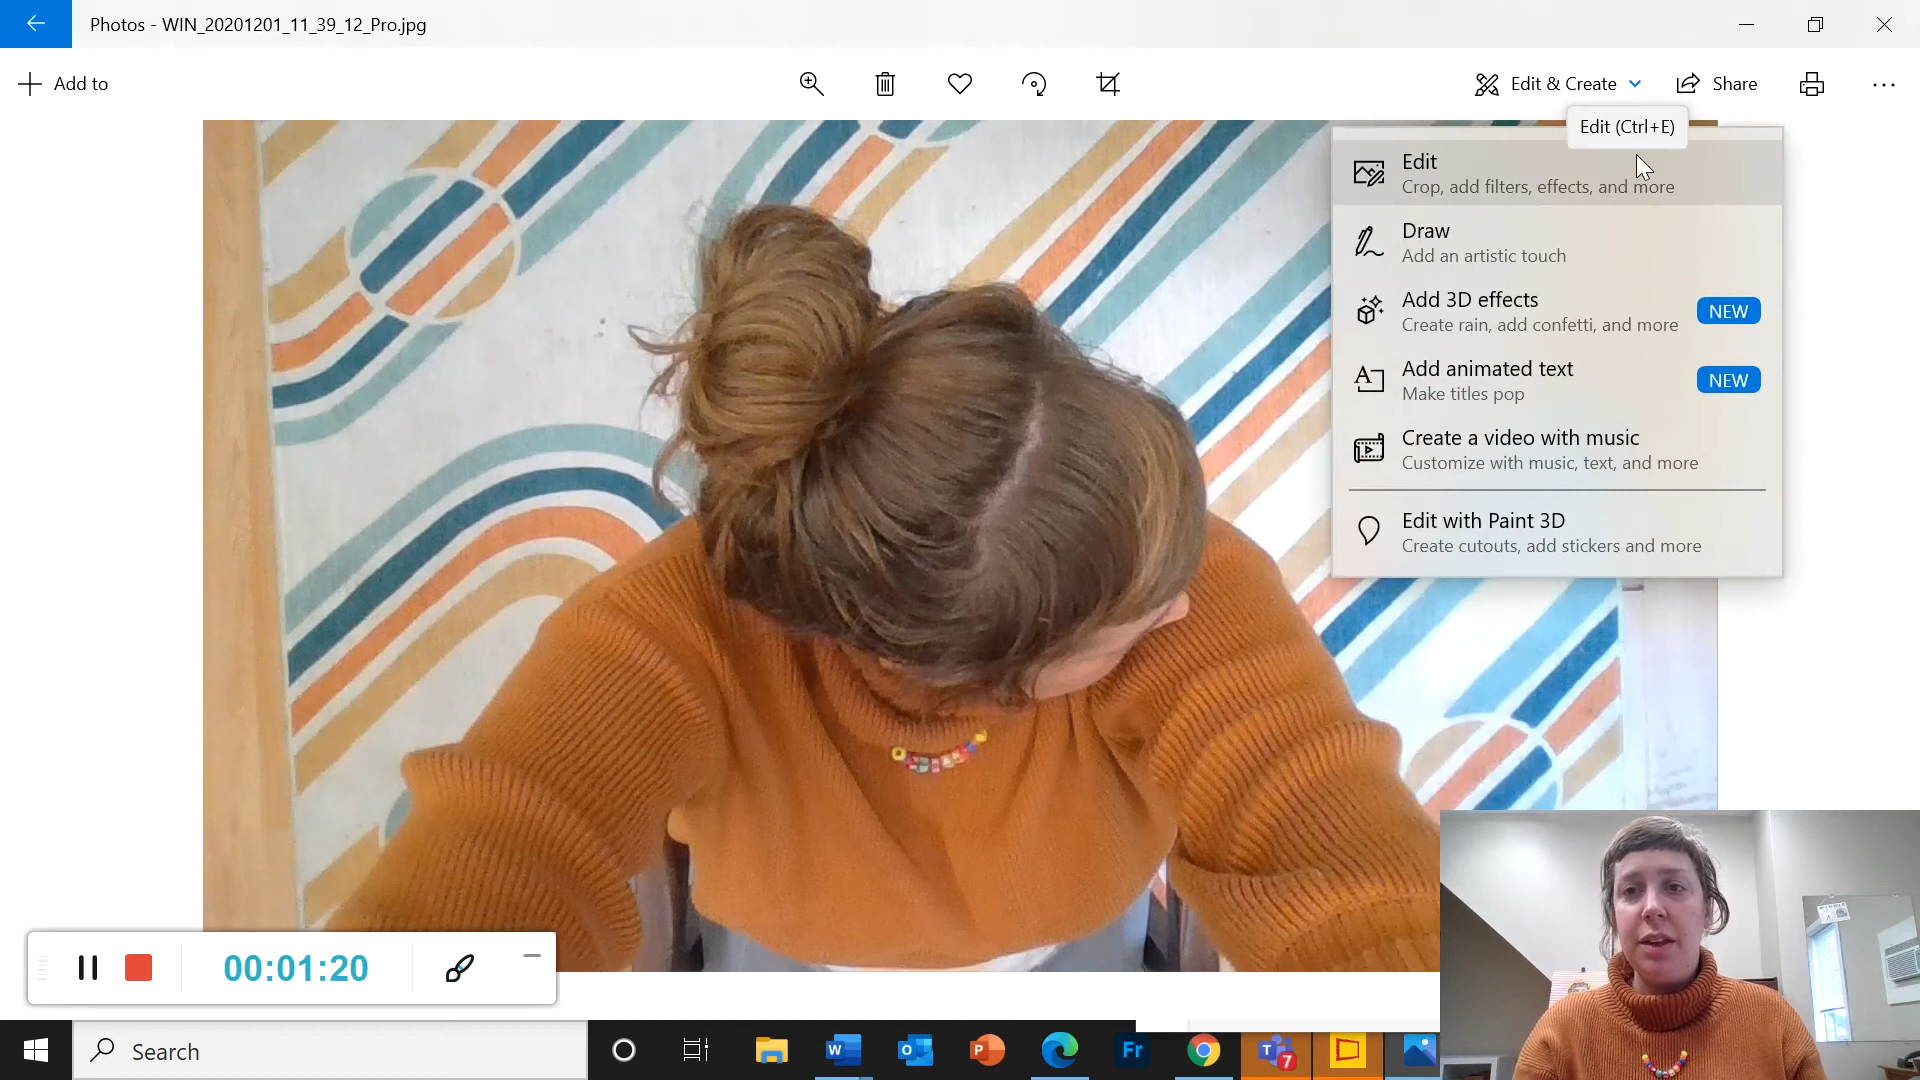 Photos - WIN_20201201_11_39_12_Pro.jpg
Add to
Edit & Create
Share
Edit (Ctrl+E)
Edit
Crop, add filters, effects, and more
Draw
Add an artistic touch
Add 3D effects
Create rain, add confetti, and more
NEW
Add animated text
Make titles pop
NEW
Create a video with music
Customize with music, text, and more
Edit with Paint 3D
Create cutouts, add stickers and more
00:01:20
Search
W
O
P
Fr
T
7